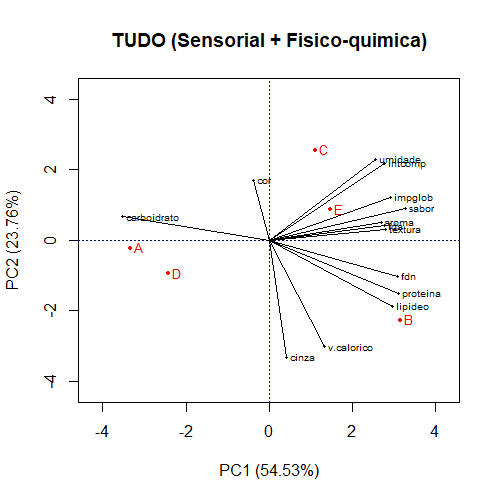 TUDO (Sensorial + Fisico-quimica)
PC2 (23.76%)
4
2
0
-2
-4
C
umidade
intcomp
cor
impglob
E
sabor
carboidrato
aroma
textura
A
D
fdn
proteina
lipideo
B
v.calorico
cinza
-4
-2
0
2
4
PC1 (54.53%)